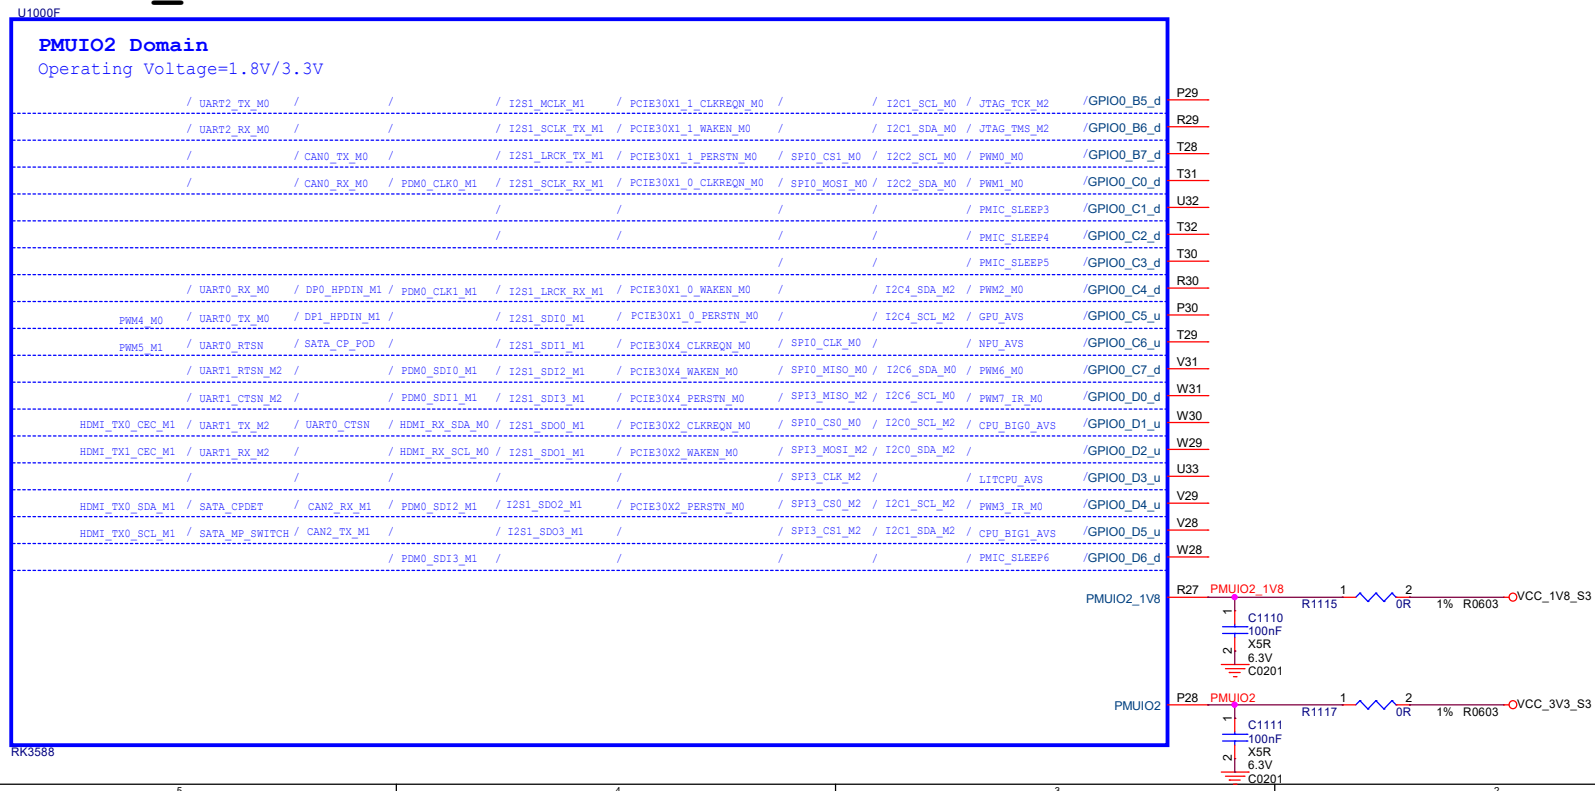 U1000F
PMUIO2 Domain
Operating Voltage=1.8V/3.3V
/ UART2_TX_M0 / / / I2S1_MCLK_M1 / PCIE30X1_1_CLKREQN_M0 / / I2C1_SCL_M0 / JTAG_TCK_M2 /GPIO0_B5_d P29
/ UART2_RX_M0 / / / I2S1_SCLK_TX_M1 / PCIE30X1_1_WAKEN_M0 / / I2C1_SDA_M0 / JTAG_TMS_M2 /GPIO0_B6_d R29
/ / CAN0_TX_M0 / / I2S1_LRCK_TX_M1 / PCIE30X1_1_PERSTN_M0 / SPI0_CS1_M0 / I2C2_SCL_M0 / PWM0_M0 /GPIO0_B7_d T28
/ / CAN0_RX_M0 / PDM0_CLK0_M1 / I2S1_SCLK_RX_M1 / PCIE30X1_0_CLKREQN_M0 / SPI0_MOSI_M0 / I2C2_SDA_M0 / PWM1_M0 /GPIO0_C0_d T31
/ / / / / PMIC_SLEEP3 /GPIO0_C1_d U32
/ / / / / PMIC_SLEEP4 /GPIO0_C2_d T32
/ / / PMIC_SLEEP5 /GPIO0_C3_d T30
/ UART0_RX_M0 / DP0_HPDIN_M1 / PDM0_CLK1_M1 / I2S1_LRCK_RX_M1 / PCIE30X1_0_WAKEN_M0 / / I2C4_SDA_M2 / PWM2_M0 /GPIO0_C4_d R30
PWM4_M0 / UART0_TX_M0 / DP1_HPDIN_M1 / / I2S1_SDI0_M1 / PCIE30X1_0_PERSTN_M0 / / I2C4_SCL_M2 / GPU_AVS /GPIO0_C5_u P30
PWM5_M1 / UART0_RTSN / SATA_CP_POD / / I2S1_SDI1_M1 / PCIE30X4_CLKREQN_M0 / SPI0_CLK_M0 / / NPU_AVS /GPIO0_C6_u T29
/ UART1_RTSN_M2 / / PDM0_SDI0_M1 / I2S1_SDI2_M1 / PCIE30X4_WAKEN_M0 / SPI0_MISO_M0 / I2C6_SDA_M0 / PWM6_M0 /GPIO0_C7_d V31
/ UART1_CTSN_M2 / / PDM0_SDI1_M1 / I2S1_SDI3_M1 / PCIE30X4_PERSTN_M0 / SPI3_MISO_M2 / I2C6_SCL_M0 / PWM7_IR_M0 /GPIO0_D0_d W31
HDMI_TX0_CEC_M1 / UART1_TX_M2 / UART0_CTSN / HDMI_RX_SDA_M0 / I2S1_SDO0_M1 / PCIE30X2_CLKREQN_M0 / SPI0_CS0_M0 / I2C0_SCL_M2 / CPU_BIG0_AVS /GPIO0_D1_u W30
HDMI_TX1_CEC_M1 / UART1_RX_M2 / / HDMI_RX_SCL_M0 / I2S1_SDO1_M1 / PCIE30X2_WAKEN_M0 / SPI3_MOSI_M2 / I2C0_SDA_M2 / /GPIO0_D2_u W29
/ / / / / / SPI3_CLK_M2 / / LITCPU_AVS /GPIO0_D3_u U33
HDMI_TX0_SDA_M1 / SATA_CPDET / CAN2_RX_M1 / PDM0_SDI2_M1 / I2S1_SDO2_M1 / PCIE30X2_PERSTN_M0 / SPI3_CS0_M2 / I2C1_SCL_M2 / PWM3_IR_M0 /GPIO0_D4_u V29
HDMI_TX0_SCL_M1 / SATA_MP_SWITCH / CAN2_TX_M1 / / I2S1_SDO3_M1 / / SPI3_CS1_M2 / I2C1_SDA_M2 / CPU_BIG1_AVS /GPIO0_D5_u V28
/ PDM0_SDI3_M1 / / / / / PMIC_SLEEP6 /GPIO0_D6_d W28
PMUIO2_1V8 R27 PMUIO2_1V8 1 2 VCC_1V8_S3
R1115 0R 1% R0603
1 C1110
100nF
X5R
2 6.3V
C0201
PMUIO2 P28 PMUIO2 1 2 VCC_3V3_S3
R1117 0R 1% R0603
1 C1111
100nF
X5R
2 6.3V
C0201
RK3588
5 4 3 2